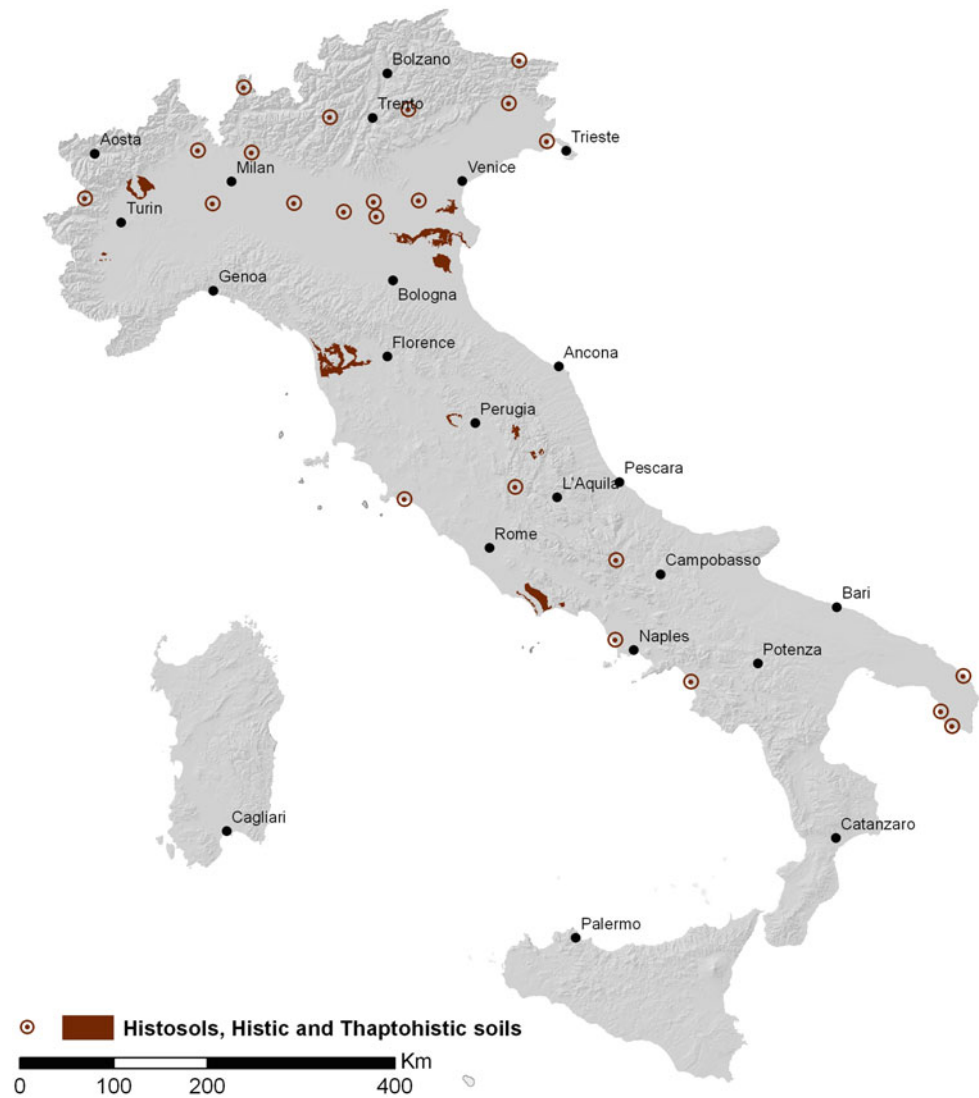 Bolzano
Trento
Aosta
Trieste
Milan
Venice
Turin
Genoa
Bologna
Florence
Ancona
Perugia
Pescara
L'Aquila
Rome
Campobasso
Bari
Naples
Potenza
Cagliari
Catanzaro
Palermo
Histosols, Histic and Thaptohistic soils
Km
0 100 200 400